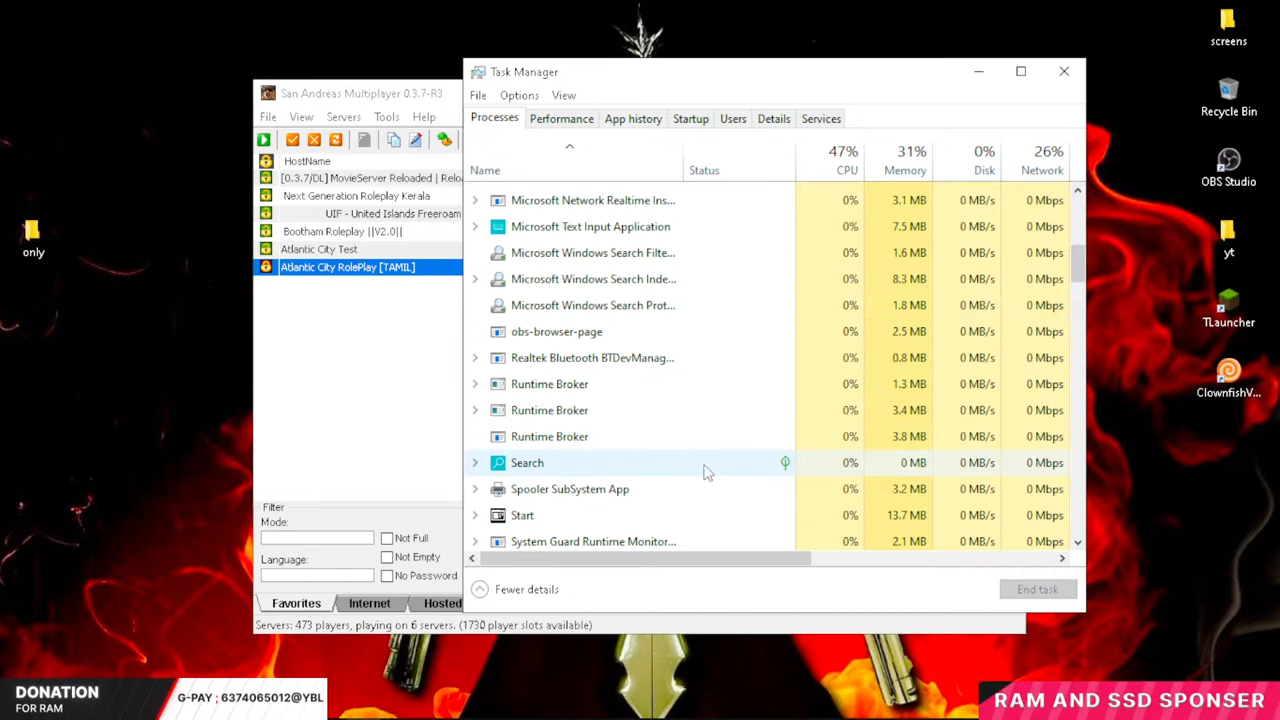 screens
Recycle Bin
OBS Studio
only
yt
TLauncher
ClownfishV...
San Andreas Multiplayer 0.3.7-R3
File View Servers Tools Help
HostName
[0.3.7/DL] MovieServer Reloaded | Reloa
Next Generation Roleplay Kerala
UIF - United Islands Freeroam
Bootham Roleplay ||V2.0||
Atlantic City Test
Atlantic City RolePlay [TAMIL]
Filter
Mode:
Not Full
Not Empty
Language:
No Password
Favorites Internet Hosted
Servers: 473 players, playing on 6 servers. (1730 player slots available)
Task Manager
File Options View
Processes Performance App history Startup Users Details Services
47% 31% 0% 26%
Name Status CPU Memory Disk Network
Microsoft Network Realtime Ins... 0% 3.1 MB 0 MB/s 0 Mbps
Microsoft Text Input Application 0% 7.5 MB 0 MB/s 0 Mbps
Microsoft Windows Search Filte... 0% 1.6 MB 0 MB/s 0 Mbps
Microsoft Windows Search Inde... 0% 8.3 MB 0 MB/s 0 Mbps
Microsoft Windows Search Prot... 0% 1.8 MB 0 MB/s 0 Mbps
obs-browser-page 0% 2.5 MB 0 MB/s 0 Mbps
Realtek Bluetooth BTDevManag... 0% 0.8 MB 0 MB/s 0 Mbps
Runtime Broker 0% 1.3 MB 0 MB/s 0 Mbps
Runtime Broker 0% 3.4 MB 0 MB/s 0 Mbps
Runtime Broker 0% 3.8 MB 0 MB/s 0 Mbps
Search 0% 0 MB 0 MB/s 0 Mbps
Spooler SubSystem App 0% 3.2 MB 0 MB/s 0 Mbps
Start 0% 13.7 MB 0 MB/s 0 Mbps
System Guard Runtime Monitor... 0% 2.1 MB 0 MB/s 0 Mbps
Fewer details
End task
DONATION
FOR RAM
G-PAY ; 6374065012@YBL
RAM AND SSD SPONSER